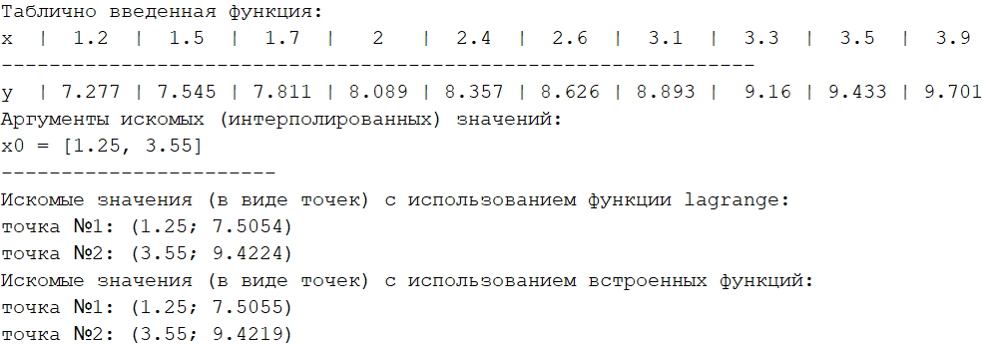 Таблично введенная функция:
x | 1.2 | 1.5 | 1.7 | 2 | 2.4 | 2.6 | 3.1 | 3.3 | 3.5 | 3.9
---------------------------------------------------------------
y | 7.277 | 7.545 | 7.811 | 8.089 | 8.357 | 8.626 | 8.893 | 9.16 | 9.433 | 9.701
Аргументы искомых (интерполированных) значений:
x0 = [1.25, 3.55]
-----------------------
Искомые значения (в виде точек) с использованием функции lagrange:
точка №1: (1.25; 7.5054)
точка №2: (3.55; 9.4224)
Искомые значения (в виде точек) с использованием встроенных функций:
точка №1: (1.25; 7.5055)
точка №2: (3.55; 9.4219)